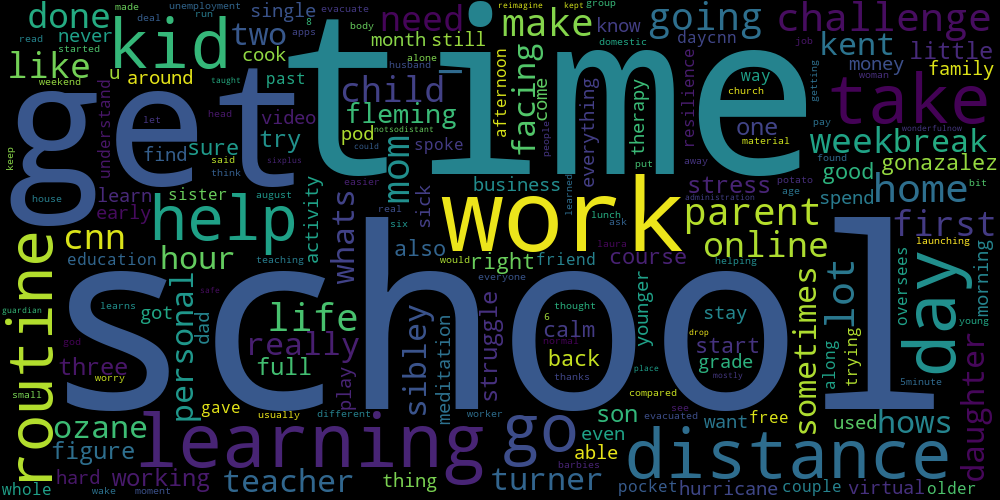 made unemployment evacuate reimagine kept group
done deal run single 8 apps need make going challenge
read never kid two body know daycnn job kent
like started cook month still time facing domestic little
weekend u around past alone husband come money family
get taught child afternoon everything resilience getting woman take
keep understand let head video fleming way church
find sure said try pod notsodistant people therapy one material pay wonderfulnow
think sixplus spoke put away found weekbreak
house learn sister august easier could mom business learned lunch potato good gonazalez
early help activity real six sick work age administration spend home bit
routine cnn whats also ask laura stress parent first
education hour teaching would right friend course online launching
guardian learns personal safe everyone helping sometimes lot oversees morning
small god got dad life thought 6 calm younger stay day young
three school really normal start drop
worry full play sibley meditation struggle back thanks place grade mostly along trying 5minute
gave usually different worker son compared see want free used hows
ozane learning go even evacuated distance daughter
figure able barbies
hard working teacher thing turner pocket hurricane couple virtual older
whole wake moment